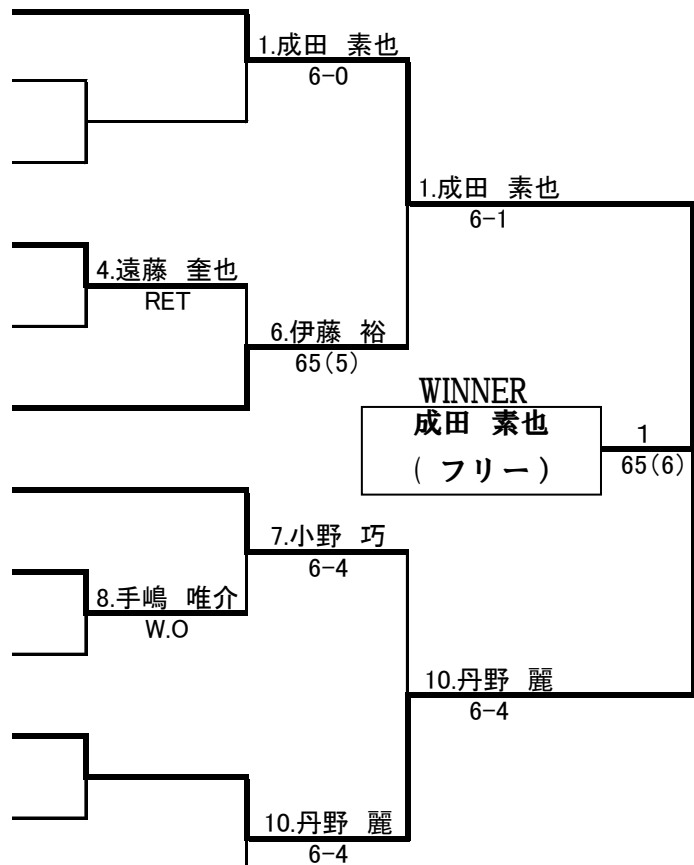 1.成田 素也
6-0
1.成田 素也
6-1
4.遠藤 奎也
RET
6.伊藤 裕
65(5)
WINNER
成田 素也
( フリー )
1
65(6)
7.小野 巧
6-4
8.手嶋 唯介
W.O
10.丹野 麗
6-4
10.丹野 麗
6-4